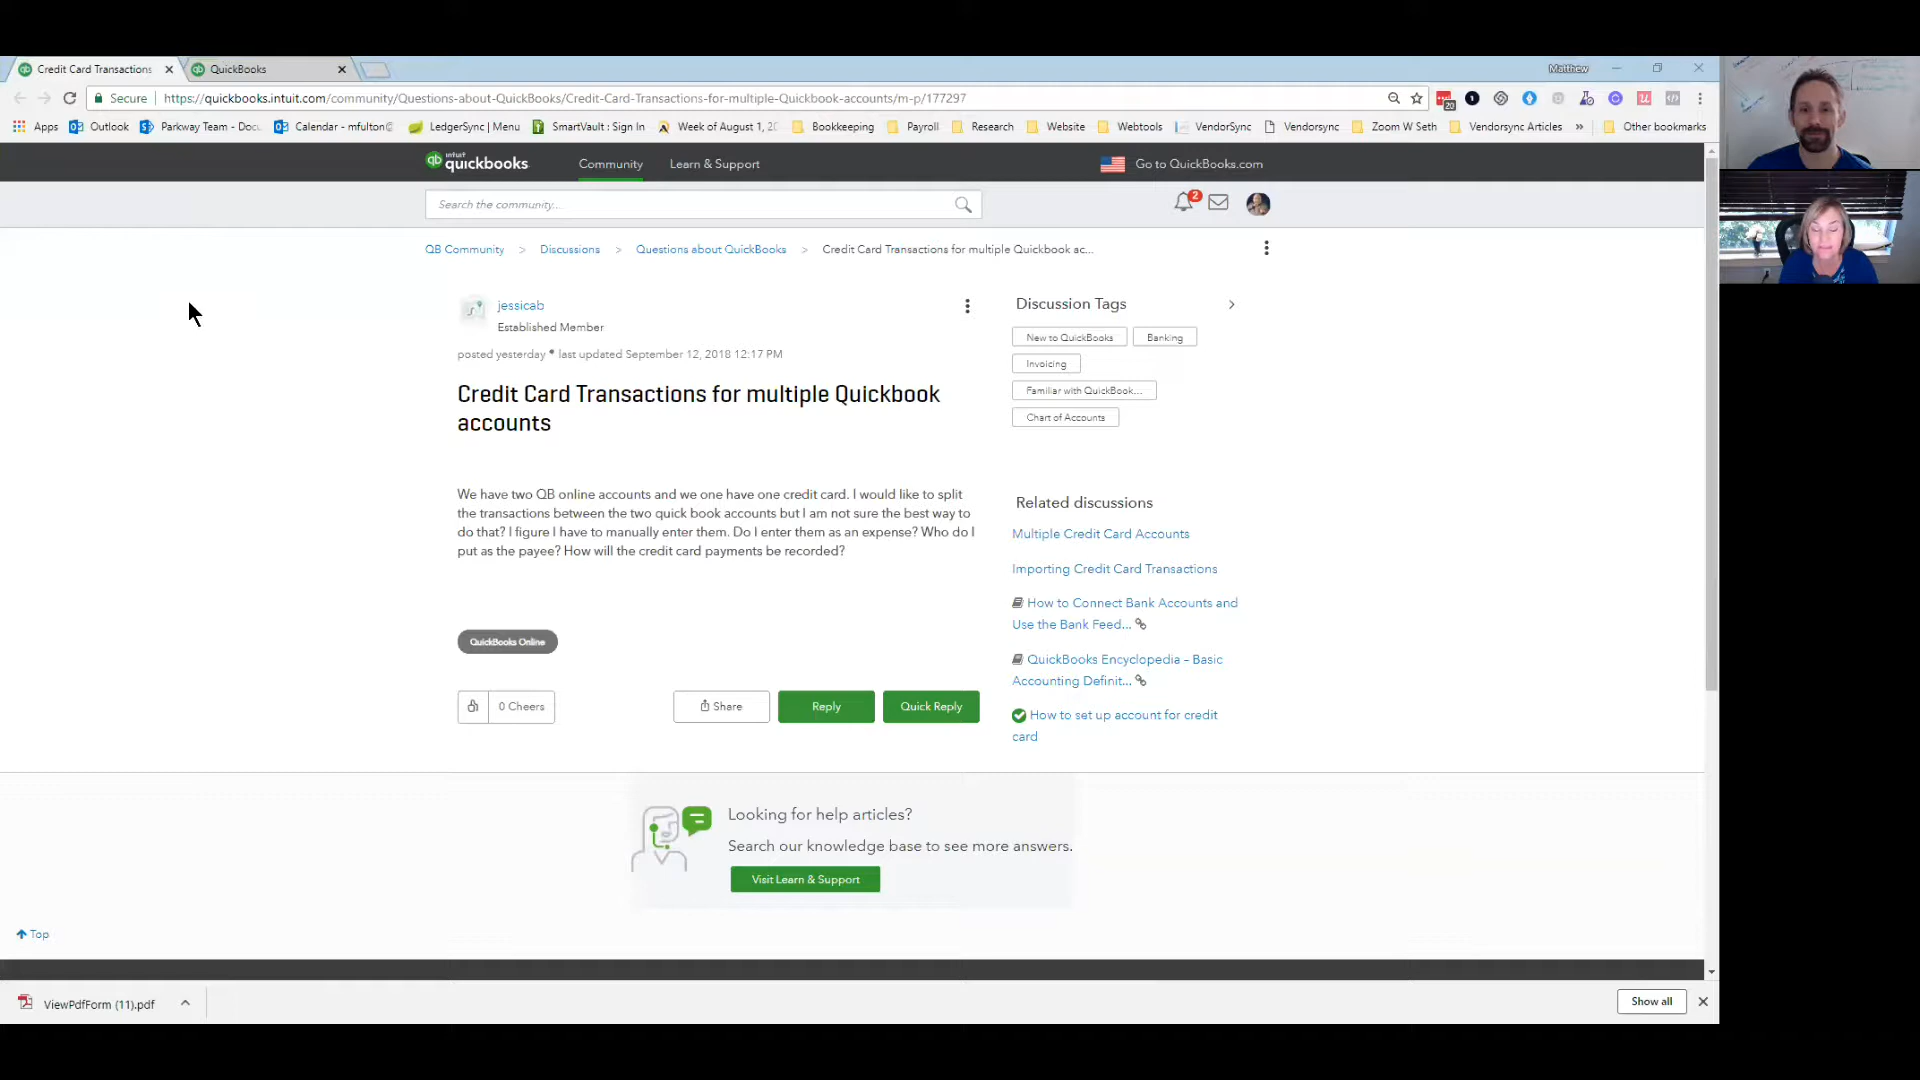 Credit Card Transactions
QuickBooks
Matthew
Secure https://quickbooks.intuit.com/community/Questions-about-QuickBooks/Credit-Card-Transactions-for-multiple-Quickbook-accounts/m-p/177297
20
Apps Outlook Parkway Team - Docu Calendar - mfulton@ LedgerSync | Menu SmartVault : Sign In Week of August 1, 20 Bookkeeping Payroll Research Website Webtools VendorSync Vendorsync Zoom W Seth Vendorsync Articles » Other bookmarks
intuit
quickbooks
Community Learn & Support Go to QuickBooks.com
Search the community...
2
QB Community > Discussions > Questions about QuickBooks > Credit Card Transactions for multiple Quickbook ac...
jessicab
Established Member
posted yesterday • last updated September 12, 2018 12:17 PM
Credit Card Transactions for multiple Quickbook
accounts
We have two QB online accounts and we one have one credit card. I would like to split
the transactions between the two quick book accounts but I am not sure the best way to
do that? I figure I have to manually enter them. Do I enter them as an expense? Who do I
put as the payee? How will the credit card payments be recorded?
QuickBooks Online
0 Cheers Share Reply Quick Reply
Discussion Tags
New to QuickBooks Banking
Invoicing
Familiar with QuickBook...
Chart of Accounts
Related discussions
Multiple Credit Card Accounts
Importing Credit Card Transactions
How to Connect Bank Accounts and
Use the Bank Feed...
QuickBooks Encyclopedia – Basic
Accounting Definit...
How to set up account for credit
card
Looking for help articles?
Search our knowledge base to see more answers.
Visit Learn & Support
Top
ViewPdfForm (11).pdf
Show all